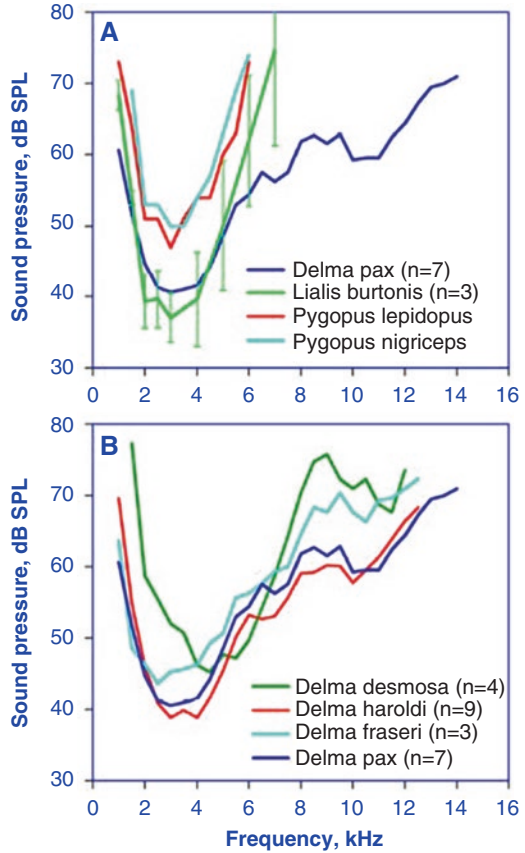 A
80
70
60
50
40
30
Sound pressure, dB SPL
Delma pax (n=7)
Lialis burtonis (n=3)
Pygopus lepidopus
Pygopus nigriceps
0 2 4 6 8 10 12 14 16
B
80
70
60
50
40
30
Sound pressure, dB SPL
Delma desmosa (n=4)
Delma haroldi (n=9)
Delma fraseri (n=3)
Delma pax (n=7)
0 2 4 6 8 10 12 14 16
Frequency, kHz